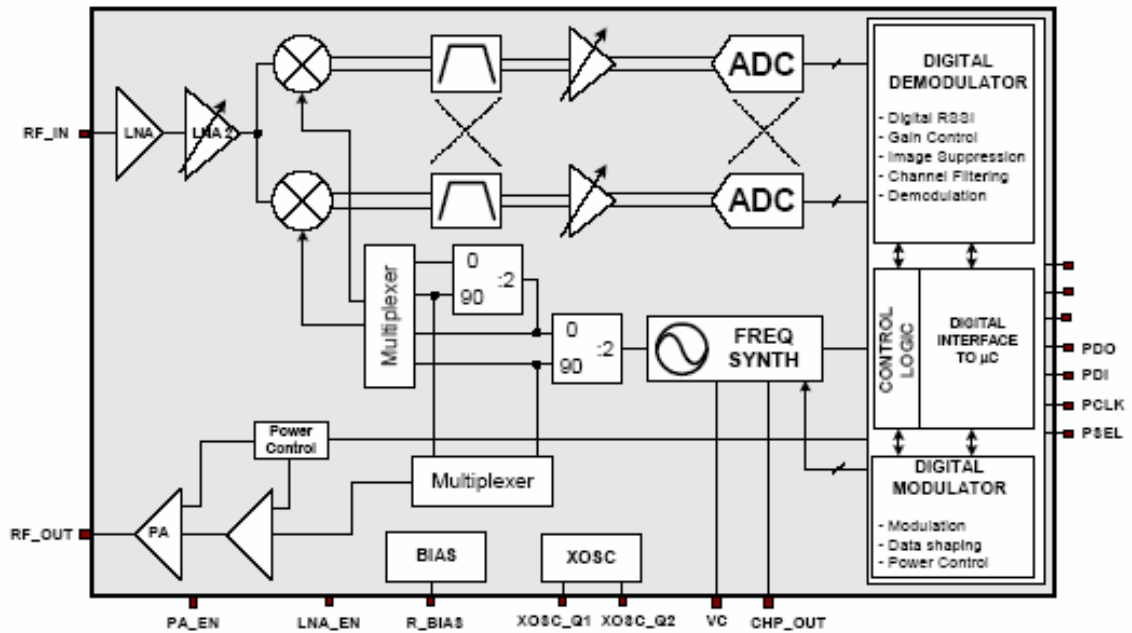 RF_IN
LNA
LNA 2
ADC
DIGITAL
DEMODULATOR
- Digital RSSI
- Gain Control
- Image Suppression
- Channel Filtering
- Demodulation
ADC
Multiplexer
0
90
:2
0
90
:2
FREQ
SYNTH
CONTROL
LOGIC
DIGITAL
INTERFACE
TO µC
PDO
PDI
PCLK
PSEL
Power
Control
Multiplexer
DIGITAL
MODULATOR
- Modulation
- Data shaping
- Power Control
RF_OUT
PA
BIAS
XOSC
PA_EN
LNA_EN
R_BIAS
XOSC_Q1
XOSC_Q2
VC
CHP_OUT